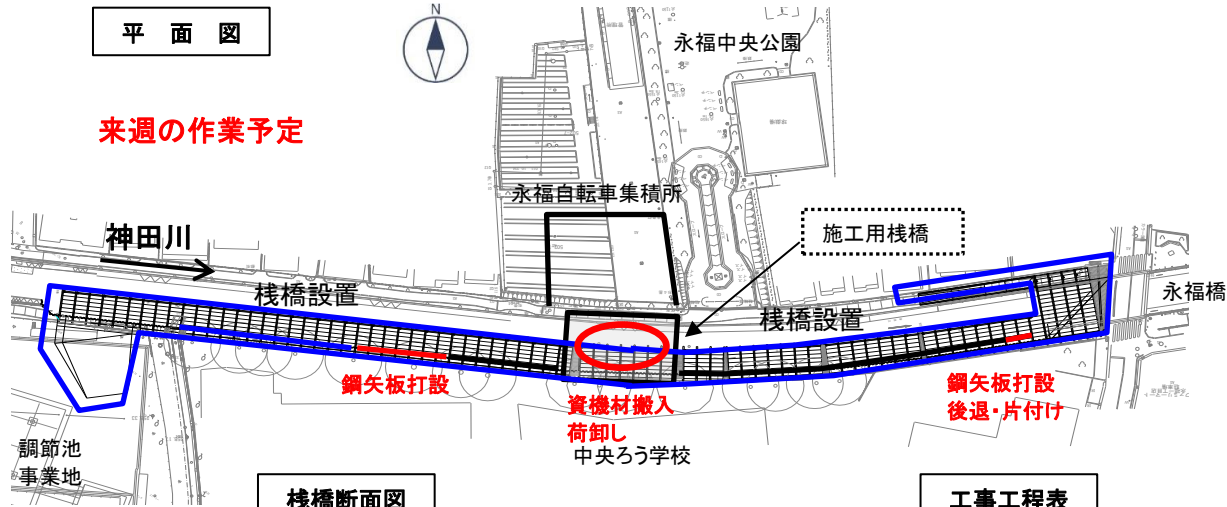 平 面 図
N
永福中央公園
来週の作業予定
永福自転車集積所
施工用桟橋
神田川
桟橋設置
桟橋設置
永福橋
鋼矢板打設
資機材搬入
荷卸し
鋼矢板打設
後退・片付け
中央ろう学校
調節池
事業地
桟橋断面図
工事工程表